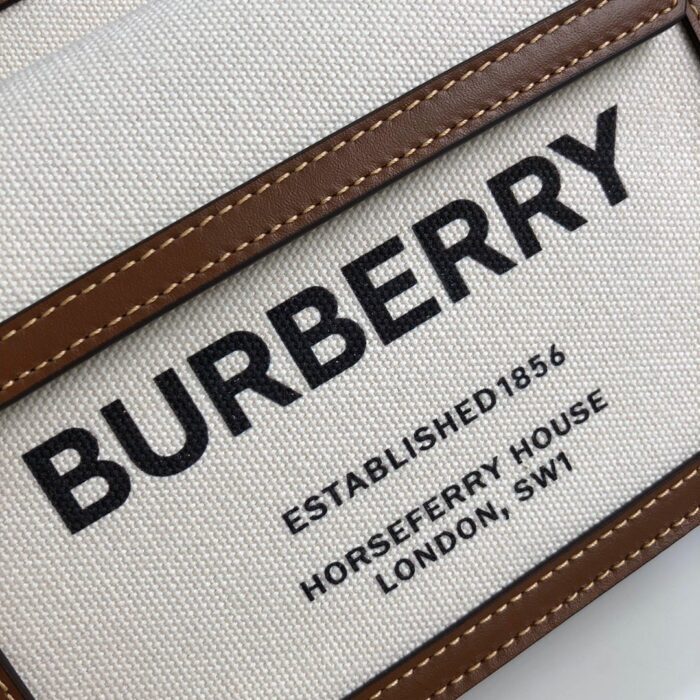 BURBERRY
ESTABLISHED1856
HORSEFERRY HOUSE
LONDON, SW1